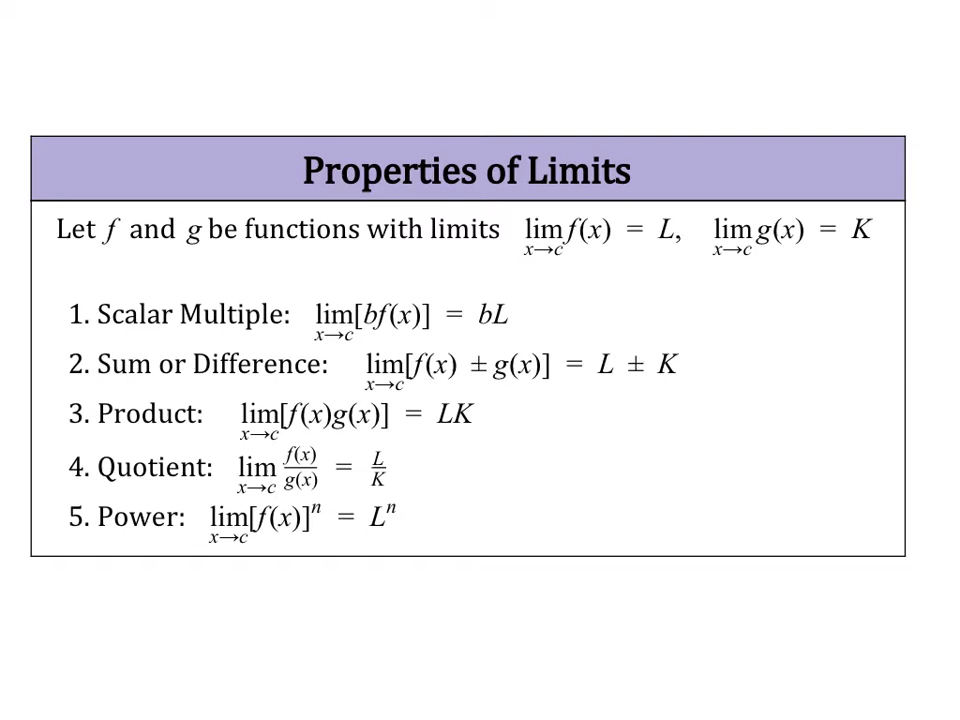 Properties of Limits
Let f and g be functions with limits lim_{x→c} f(x) = L, lim_{x→c} g(x) = K
1. Scalar Multiple: lim_{x→c} [bf(x)] = bL
2. Sum or Difference: lim_{x→c} [f(x) ± g(x)] = L ± K
3. Product: lim_{x→c} [f(x)g(x)] = LK
4. Quotient: lim_{x→c} f(x)/g(x) = L/K
5. Power: lim_{x→c} [f(x)]^n = L^n